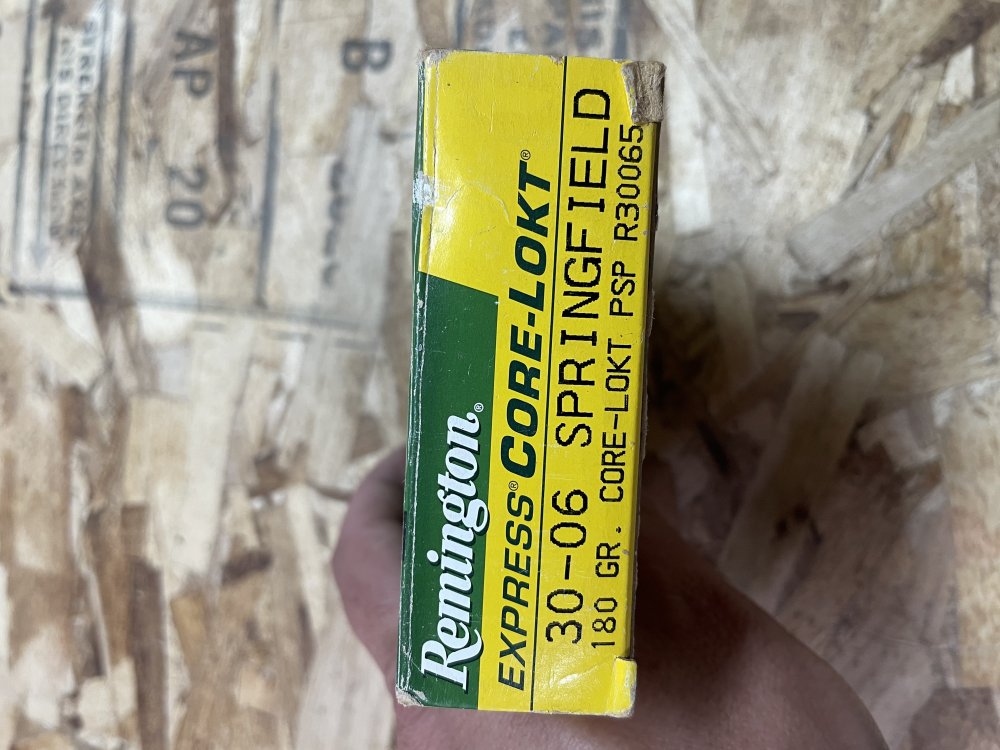 Remington®
EXPRESS® CORE-LOKT®
30-06 SPRINGFIELD
180 GR. CORE-LOKT PSP R30065
B
AP 20